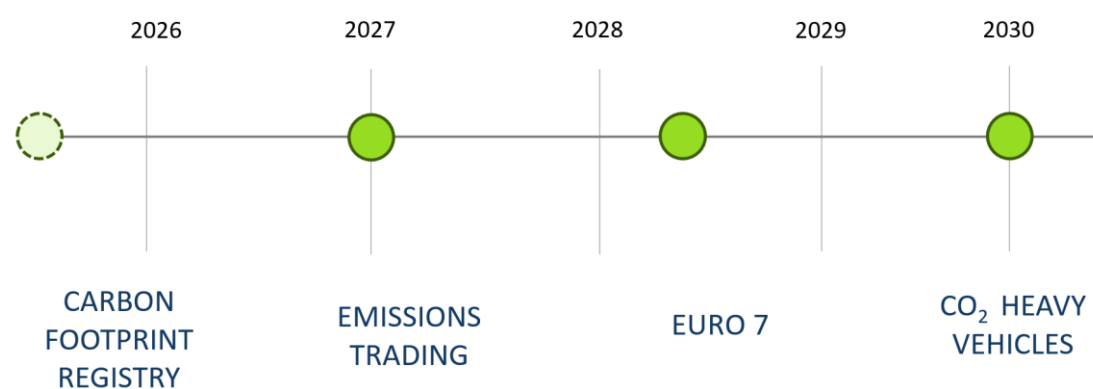 2026 2027 2028 2029 2030
CARBON
FOOTPRINT
REGISTRY
EMISSIONS
TRADING
EURO 7
CO₂ HEAVY
VEHICLES